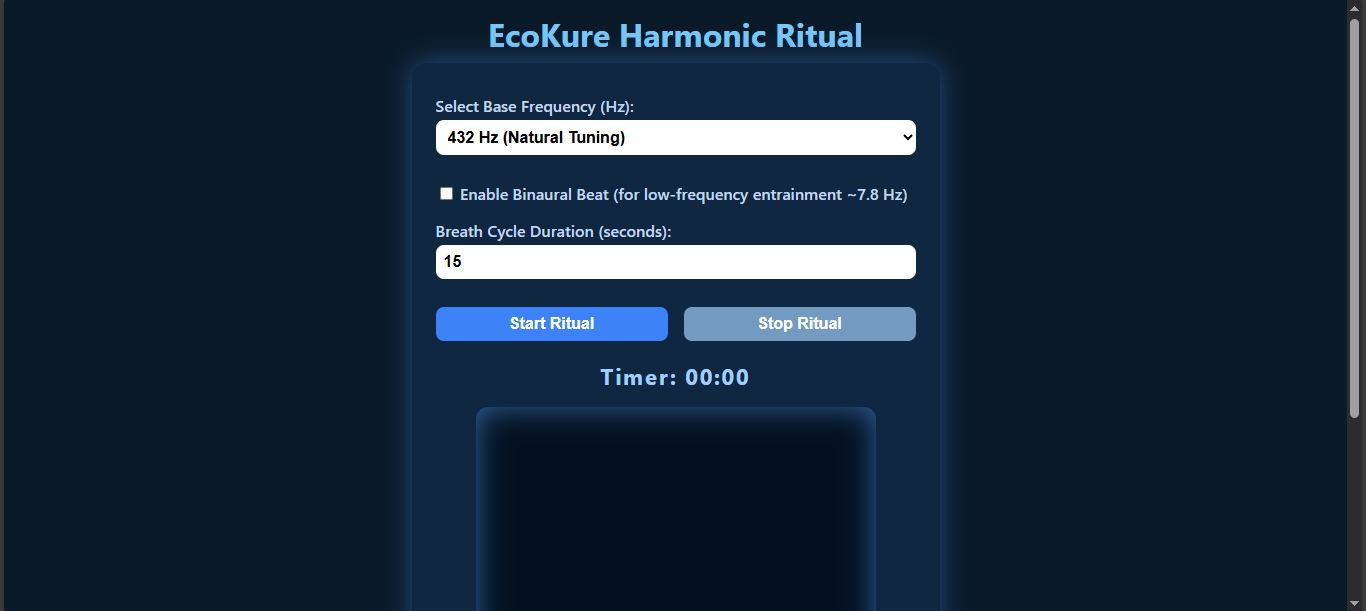 EcoKure Harmonic Ritual
Select Base Frequency (Hz):
432 Hz (Natural Tuning)
Enable Binaural Beat (for low-frequency entrainment ~7.8 Hz)
Breath Cycle Duration (seconds):
15
Start Ritual Stop Ritual
Timer: 00:00